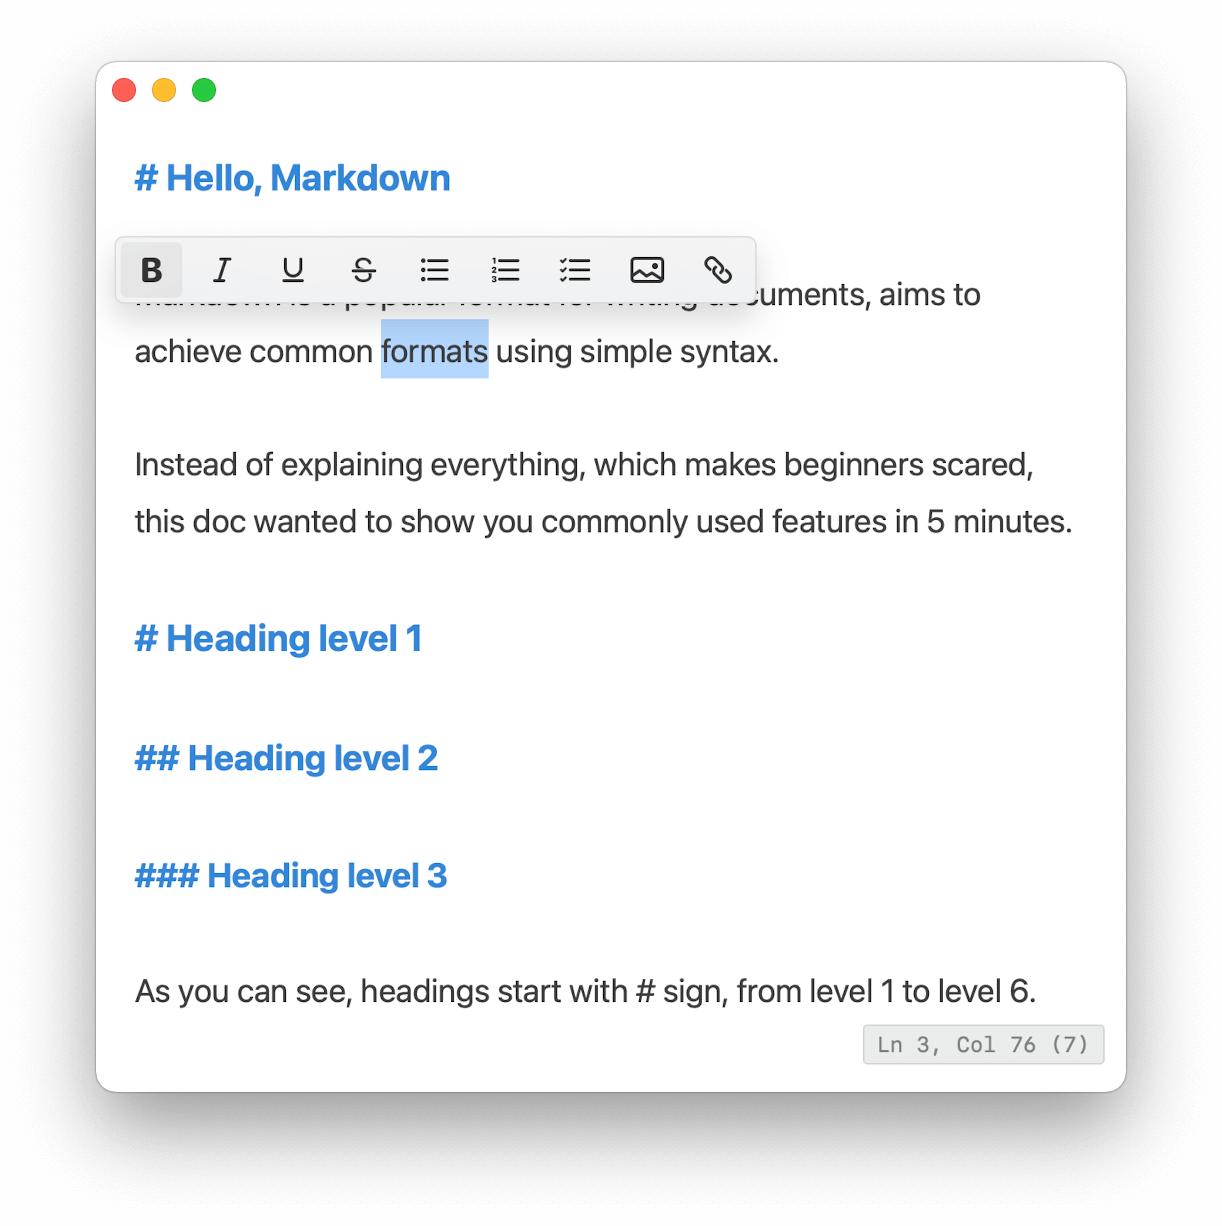 # Hello, Markdown
B I U S
documents, aims to
achieve common formats using simple syntax.
Instead of explaining everything, which makes beginners scared,
this doc wanted to show you commonly used features in 5 minutes.
# Heading level 1
## Heading level 2
### Heading level 3
As you can see, headings start with # sign, from level 1 to level 6.
Ln 3, Col 76 (7)